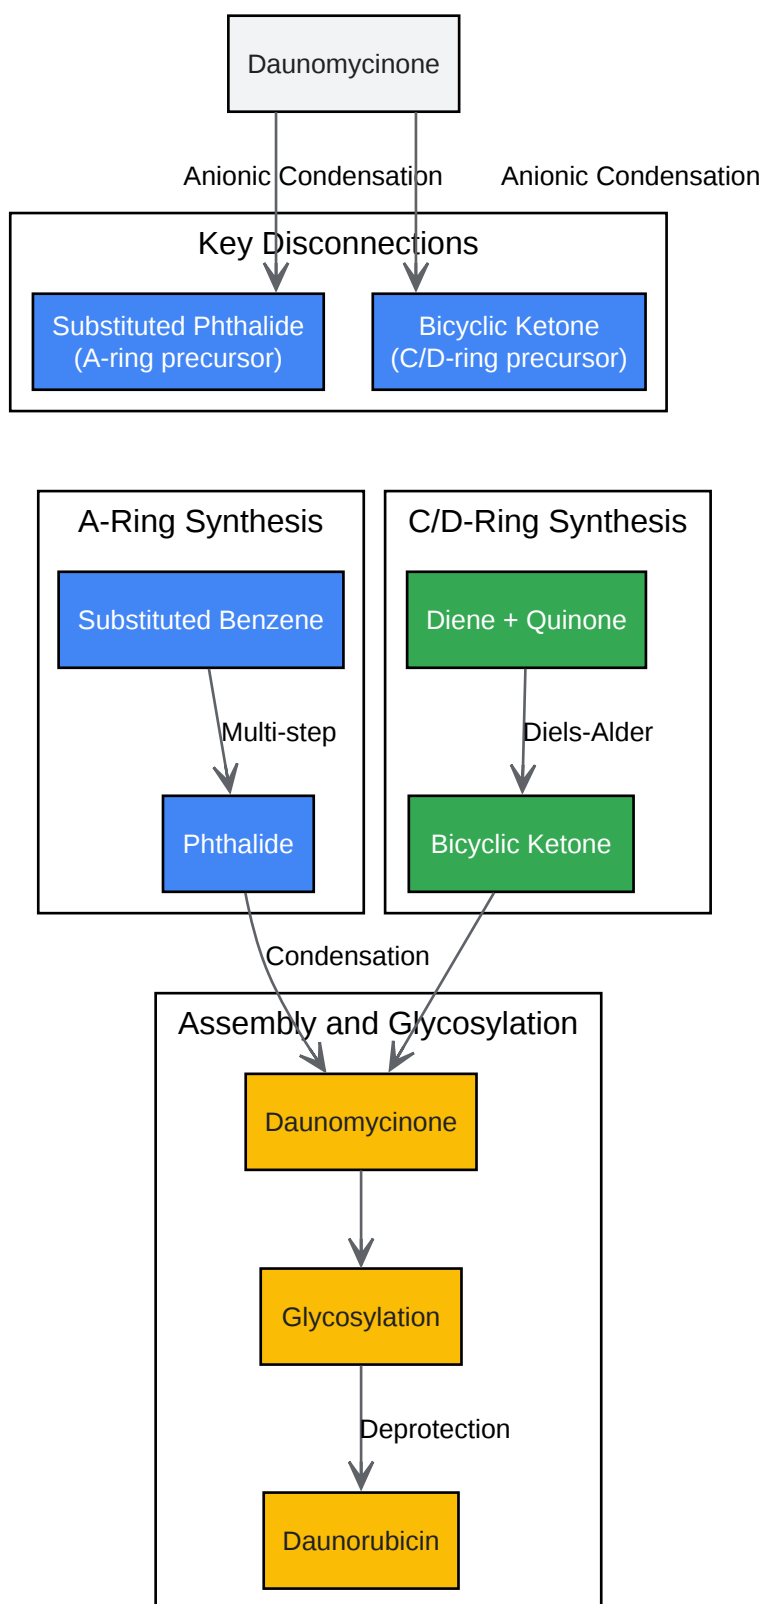 Daunomycinone
Anionic Condensation
Anionic Condensation
Key Disconnections
Substituted Phthalide
(A-ring precursor)
Bicyclic Ketone
(C/D-ring precursor)
A-Ring Synthesis
C/D-Ring Synthesis
Substituted Benzene
Diene + Quinone
Multi-step
Diels-Alder
Phthalide
Bicyclic Ketone
Condensation
Assembly and Glycosylation
Daunomycinone
Glycosylation
Deprotection
Daunorubicin